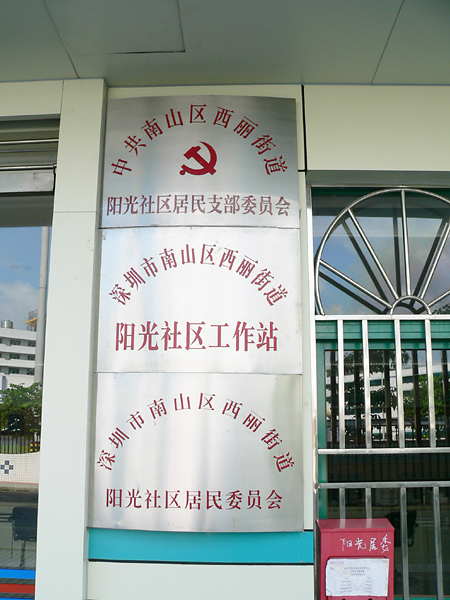 中共南山区西丽街道
阳光社区居民支部委员会
深圳市南山区西丽街道
阳光社区工作站
深圳市南山区西丽街道
阳光社区居民委员会
阳光居委